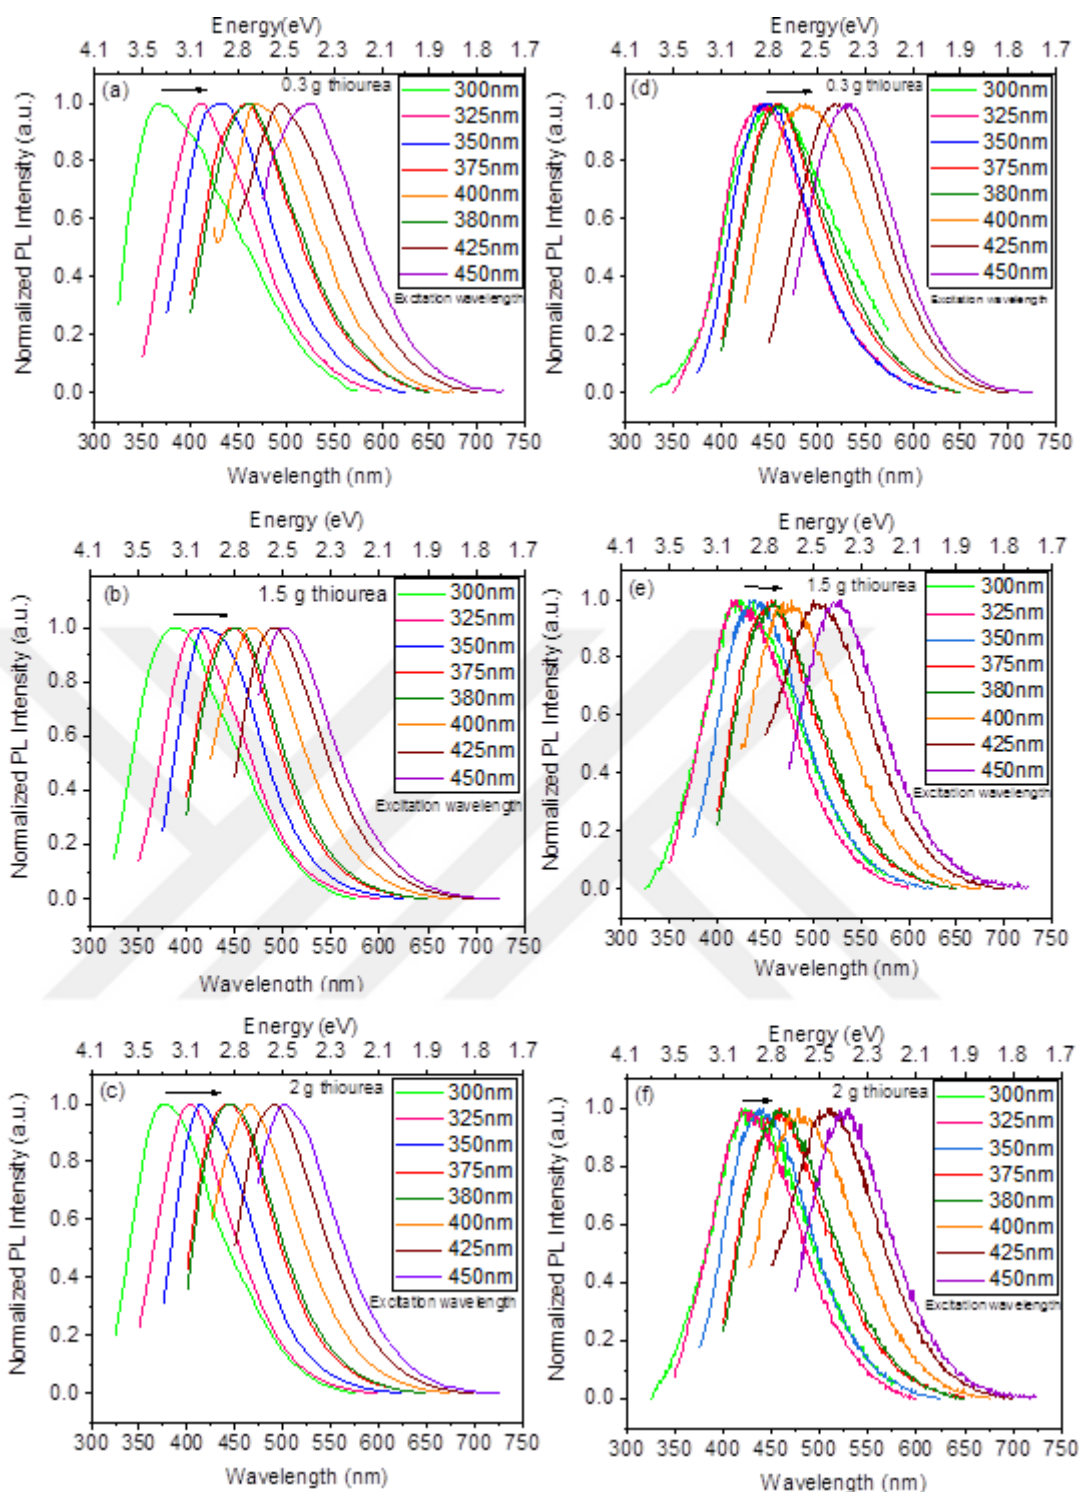 Energy(eV)
4.1 3.5 3.1 2.8 2.5 2.3 2.1 1.9 1.8 1.7
(a)
0.3 g thiourea
300nm
325nm
350nm
375nm
400nm
380nm
425nm
450nm
Excitation wavelength
Normalized PL Intensity (a.u.)
1.0
0.8
0.6
0.4
0.2
0.0
300 350 400 450 500 550 600 650 700 750
Wavelength (nm)
Energy(eV)
4.1 3.5 3.1 2.8 2.5 2.3 2.1 1.9 1.8 1.7
(d)
0.3 g thiourea
300nm
325nm
350nm
375nm
380nm
400nm
425nm
450nm
Excitation wavelength
Normalized PL Intensity (a.u.)
1.0
0.8
0.6
0.4
0.2
0.0
300 350 400 450 500 550 600 650 700 750
Wavelength (nm)
Energy (eV)
4.1 3.5 3.1 2.8 2.5 2.3 2.1 1.9 1.8 1.7
(b)
1.5 g thiourea
300nm
325nm
350nm
375nm
380nm
400nm
425nm
450nm
Excitation wavelength
Normalized PL Intensity (a.u.)
1.0
0.8
0.6
0.4
0.2
0.0
300 350 400 450 500 550 600 650 700 750
Wavelength (nm)
Energy (eV)
4.1 3.5 3.1 2.8 2.5 2.3 2.1 1.9 1.8 1.7
(e)
1.5 g thiourea
300nm
325nm
350nm
375nm
380nm
400nm
425nm
450nm
Excitation wavelength
Normalized PL Intensity (a.u.)
1.0
0.8
0.6
0.4
0.2
0.0
300 350 400 450 500 550 600 650 700 750
Wavelength (nm)
Energy (eV)
4.1 3.5 3.1 2.8 2.5 2.3 2.1 1.9 1.8 1.7
(c)
2 g thiourea
300nm
325nm
350nm
375nm
380nm
400nm
425nm
450nm
Excitation wavelength
Normalized PL Intensity (a.u.)
1.0
0.8
0.6
0.4
0.2
0.0
300 350 400 450 500 550 600 650 700 750
Wavelength (nm)
Energy (eV)
4.1 3.5 3.1 2.8 2.5 2.3 2.1 1.9 1.8 1.7
(f)
2 g thiourea
300nm
325nm
350nm
375nm
380nm
400nm
425nm
450nm
Excitation wavelength
Normalized PL Intensity (a.u.)
1.0
0.8
0.6
0.4
0.2
0.0
300 350 400 450 500 550 600 650 700 750
Wavelength (nm)